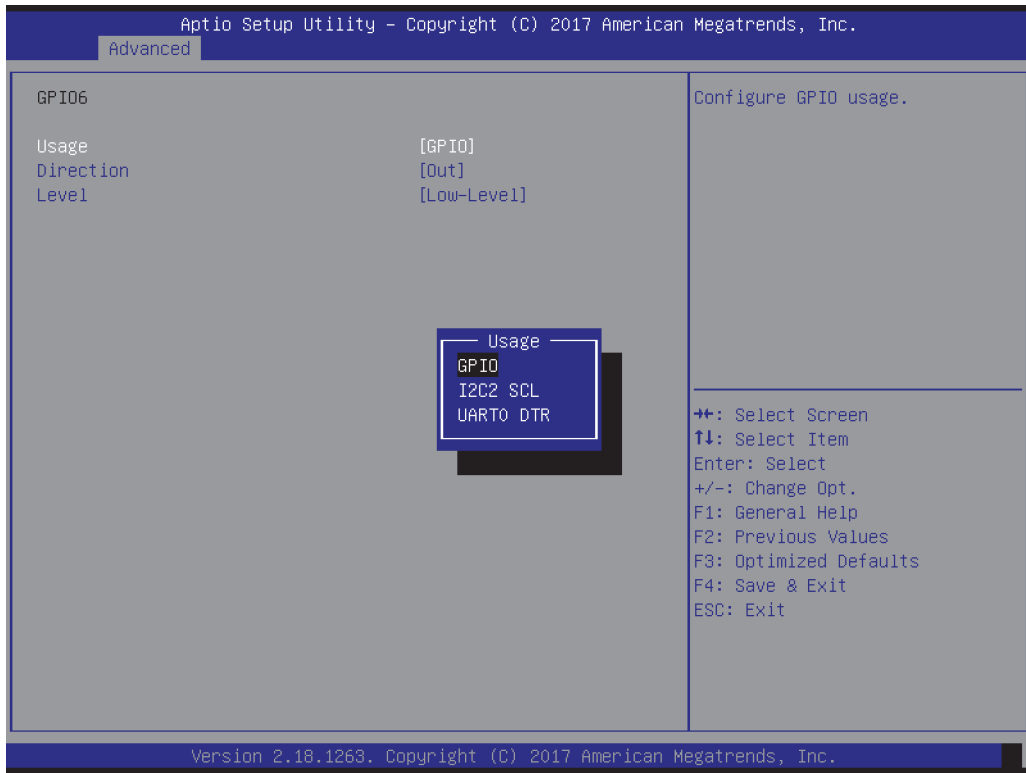 Aptio Setup Utility – Copyright (C) 2017 American Megatrends, Inc.
Advanced
GPIO6
Usage [GPIO]
Direction [Out]
Level [Low-Level]
Usage
GPIO
I2C2 SCL
UART0 DTR
Configure GPIO usage.
→←: Select Screen
↑↓: Select Item
Enter: Select
+/-: Change Opt.
F1: General Help
F2: Previous Values
F3: Optimized Defaults
F4: Save & Exit
ESC: Exit
Version 2.18.1263. Copyright (C) 2017 American Megatrends, Inc.